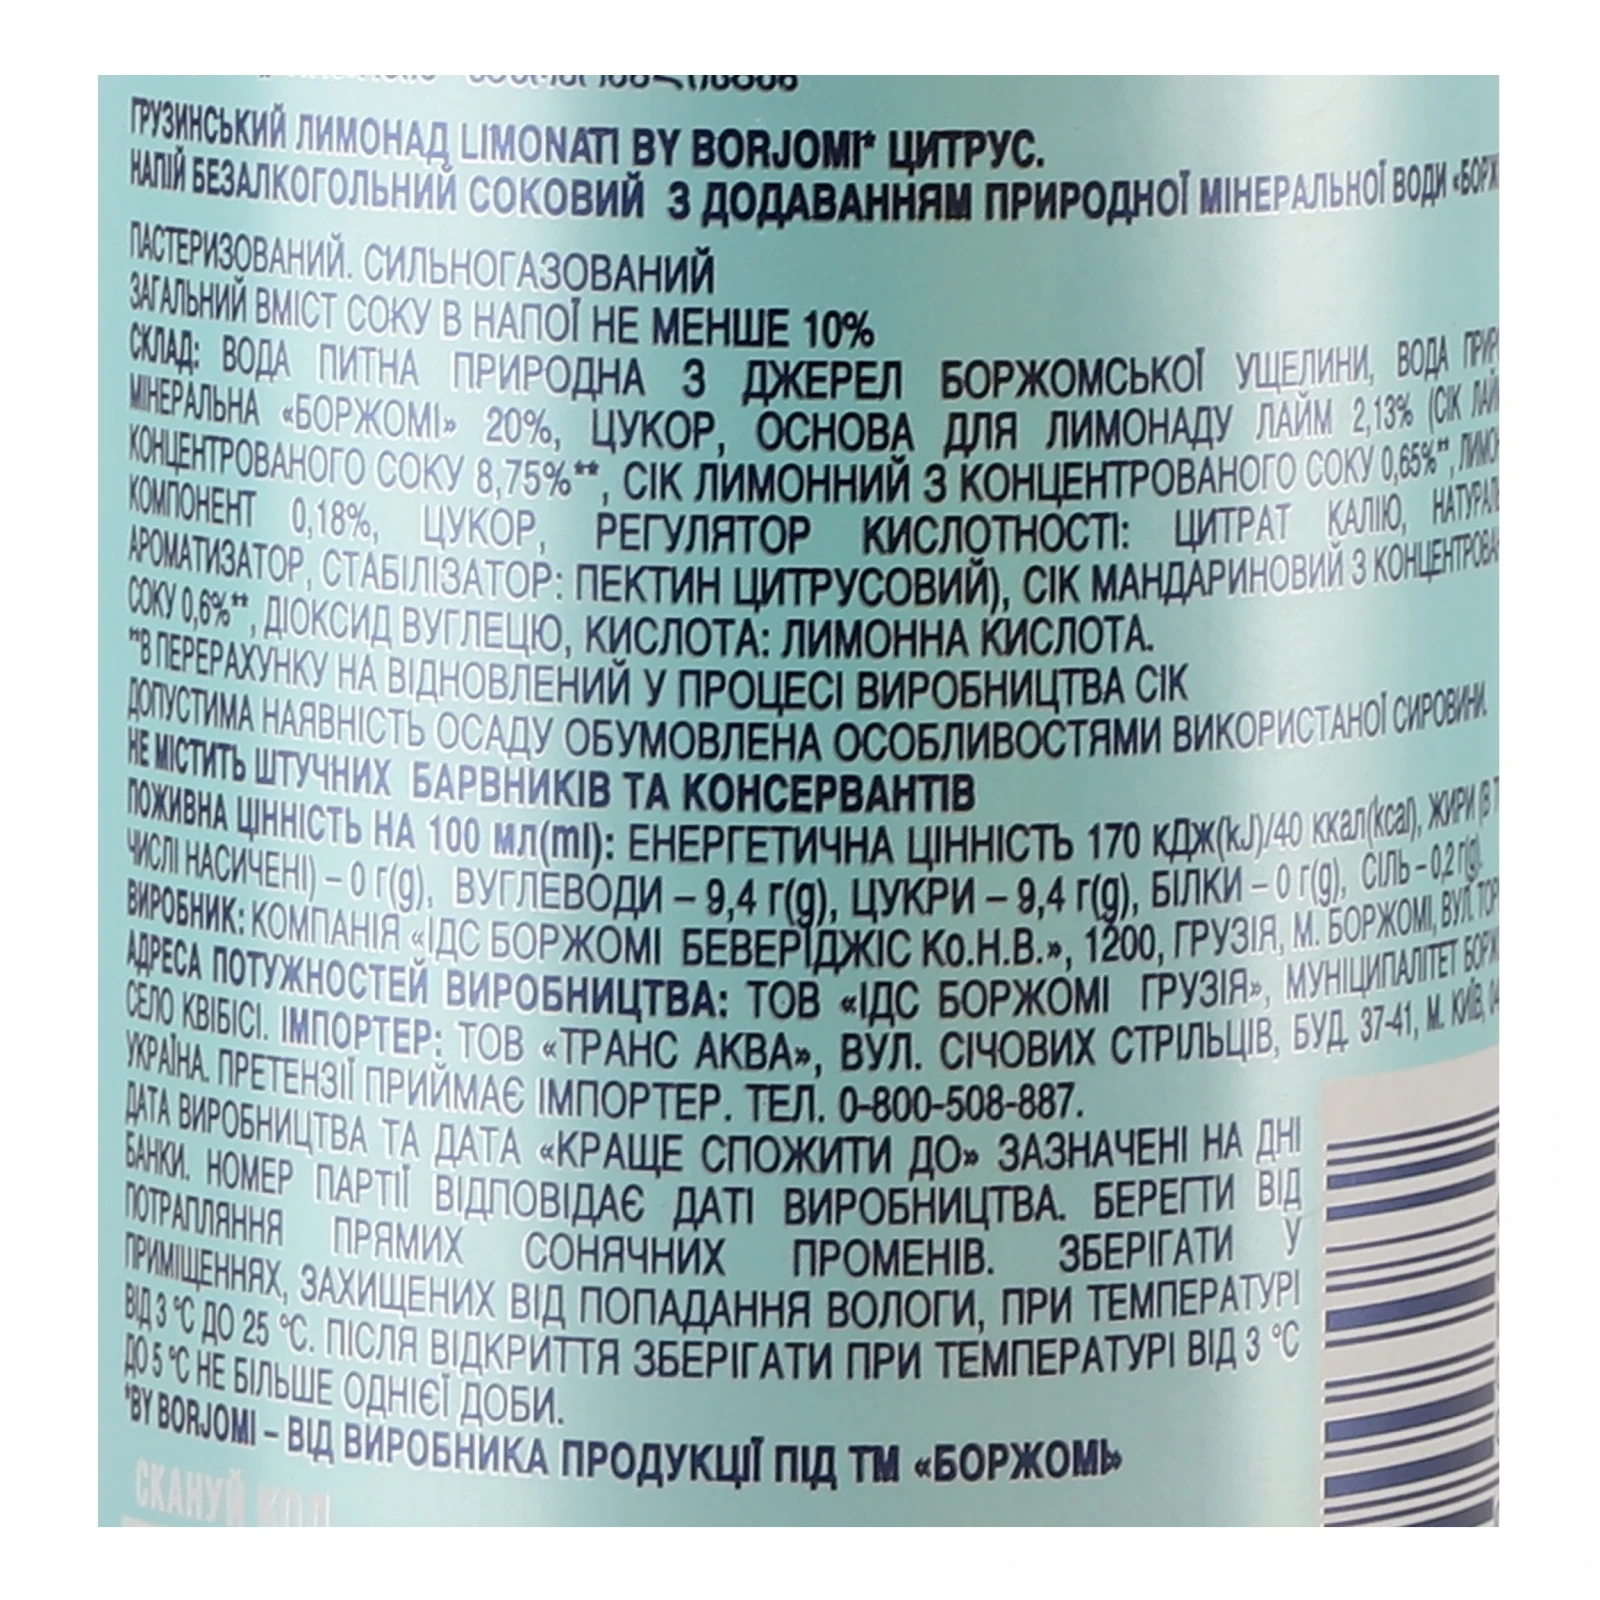 ГРУЗИНСЬКИЙ ЛИМОНАД LIMONATI BY BORJOMI* ЦИТРУС.
НАПІЙ БЕЗАЛКОГОЛЬНИЙ СОКОВИЙ З ДОДАВАННЯМ ПРИРОДНОЇ МІНЕРАЛЬНОЇ ВОДИ
ПАСТЕРИЗОВАНИЙ. СИЛЬНОГАЗОВАНИЙ
ЗАГАЛЬНИЙ ВМІСТ СОКУ В НАПОЇ НЕ МЕНШЕ 10%
СКЛАД: ВОДА ПИТНА ПРИРОДНА З ДЖЕРЕЛ БОРЖОМСЬКОЇ УЩЕЛИНИ, ВОДА
МІНЕРАЛЬНА «БОРЖОМІ» 20%, ЦУКОР, ОСНОВА ДЛЯ ЛИМОНАДУ ЛАЙМ 2,13% (СІК
КОНЦЕНТРОВАНОГО СОКУ 8,75%**, СІК ЛИМОННИЙ З КОНЦЕНТРОВАНОГО СОКУ 0,65%**,
КОМПОНЕНТ 0,18%, ЦУКОР, РЕГУЛЯТОР КИСЛОТНОСТІ: ЦИТРАТ КАЛІЮ,
АРОМАТИЗАТОР, СТАБІЛІЗАТОР: ПЕКТИН ЦИТРУСОВИЙ), СІК МАНДАРИНОВИЙ З
СОКУ 0,6%**, ДІОКСИД ВУГЛЕЦЮ, КИСЛОТА: ЛИМОННА КИСЛОТА.
**В ПЕРЕРАХУНКУ НА ВІДНОВЛЕНИЙ У ПРОЦЕСІ ВИРОБНИЦТВА СІК
ДОПУСТИМА НАЯВНІСТЬ ОСАДУ ОБУМОВЛЕНА ОСОБЛИВОСТЯМИ ВИКОРИСТАНОЇ СИРОВИНИ.
НЕ МІСТИТЬ ШТУЧНИХ БАРВНИКІВ ТА КОНСЕРВАНТІВ
ПОЖИВНА ЦІННІСТЬ НА 100 МЛ(ml): ЕНЕРГЕТИЧНА ЦІННІСТЬ 170 кДж(kJ)/40 ккал(kcal), ЖИРИ (В
ЧИСЛІ НАСИЧЕНІ) – 0 Г(g), ВУГЛЕВОДИ – 9,4 Г(g), ЦУКРИ – 9,4 Г(g), БІЛКИ – 0 Г(g), СІЛЬ – 0,2 Г(g).
ВИРОБНИК: КОМПАНІЯ «ІДС БОРЖОМІ БЕВЕРІДЖІС Ко.Н.В.», 1200, ГРУЗІЯ, М. БОРЖОМІ, ВУЛ.
АДРЕСА ПОТУЖНОСТЕЙ ВИРОБНИЦТВА: ТОВ «ІДС БОРЖОМІ ГРУЗІЯ», МУНІЦИПАЛІТЕТ
СЕЛО КВІБІСІ. ІМПОРТЕР: ТОВ «ТРАНС АКВА», ВУЛ. СІЧОВИХ СТРІЛЬЦІВ, БУД. 37-41, М. КИЇВ,
УКРАЇНА. ПРЕТЕНЗІЇ ПРИЙМАЄ ІМПОРТЕР. ТЕЛ. 0-800-508-887.
ДАТА ВИРОБНИЦТВА ТА ДАТА «КРАЩЕ СПОЖИТИ ДО» ЗАЗНАЧЕНІ НА ДНІ
БАНКИ. НОМЕР ПАРТІЇ ВІДПОВІДАЄ ДАТІ ВИРОБНИЦТВА. БЕРЕГТИ ВІД
ПОТРАПЛЯННЯ ПРЯМИХ СОНЯЧНИХ ПРОМЕНІВ. ЗБЕРІГАТИ У
ПРИМІЩЕННЯХ, ЗАХИЩЕНИХ ВІД ПОПАДАННЯ ВОЛОГИ, ПРИ ТЕМПЕРАТУРІ
ВІД 3 °C ДО 25 °C. ПІСЛЯ ВІДКРИТТЯ ЗБЕРІГАТИ ПРИ ТЕМПЕРАТУРІ ВІД 3 °C
ДО 5 °C НЕ БІЛЬШЕ ОДНІЄЇ ДОБИ.
*BY BORJOMI – ВІД ВИРОБНИКА ПРОДУКЦІЇ ПІД ТМ «БОРЖОМІ»
СКАНУЙ КОД